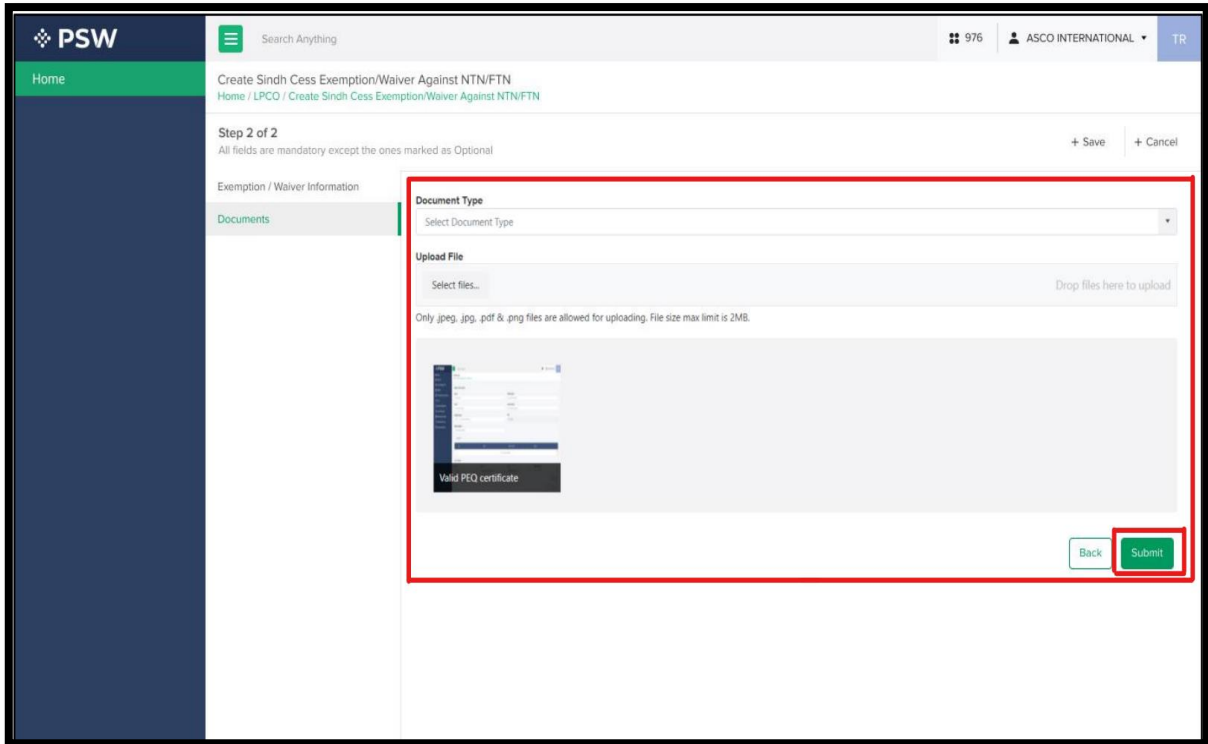 PSW
Search Anything
976
ASCO INTERNATIONAL
TR
Home
Create Sindh Cess Exemption/Waiver Against NTN/FTN
Home / LPCO / Create Sindh Cess Exemption/Waiver Against NTN/FTN
Step 2 of 2
All fields are mandatory except the ones marked as Optional
+ Save
+ Cancel
Exemption / Waiver Information
Documents
Document Type
Select Document Type
Upload File
Select files...
Drop files here to upload
Only .jpeg, .jpg, .pdf & .png files are allowed for uploading. File size max limit is 2MB.
Valid PEQ certificate
Back
Submit